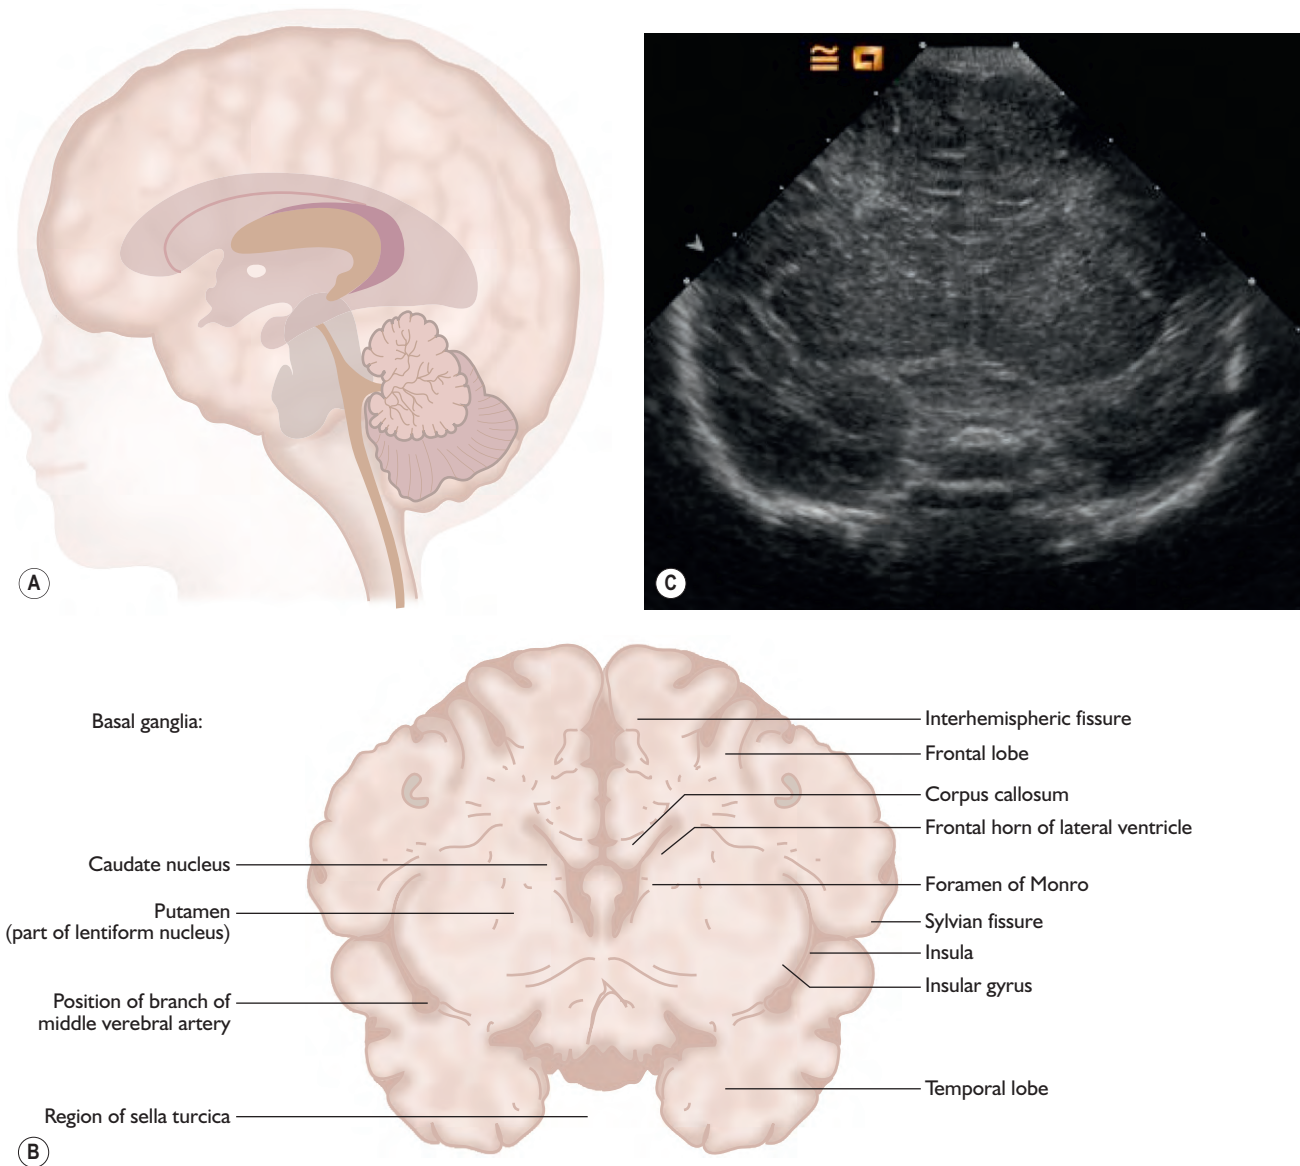 A
C
Basal ganglia:
Caudate nucleus
Putamen
(part of lentiform nucleus)
Position of branch of
middle verebral artery
Region of sella turcica
B
Interhemispheric fissure
Frontal lobe
Corpus callosum
Frontal horn of lateral ventricle
Foramen of Monro
Sylvian fissure
Insula
Insular gyrus
Temporal lobe